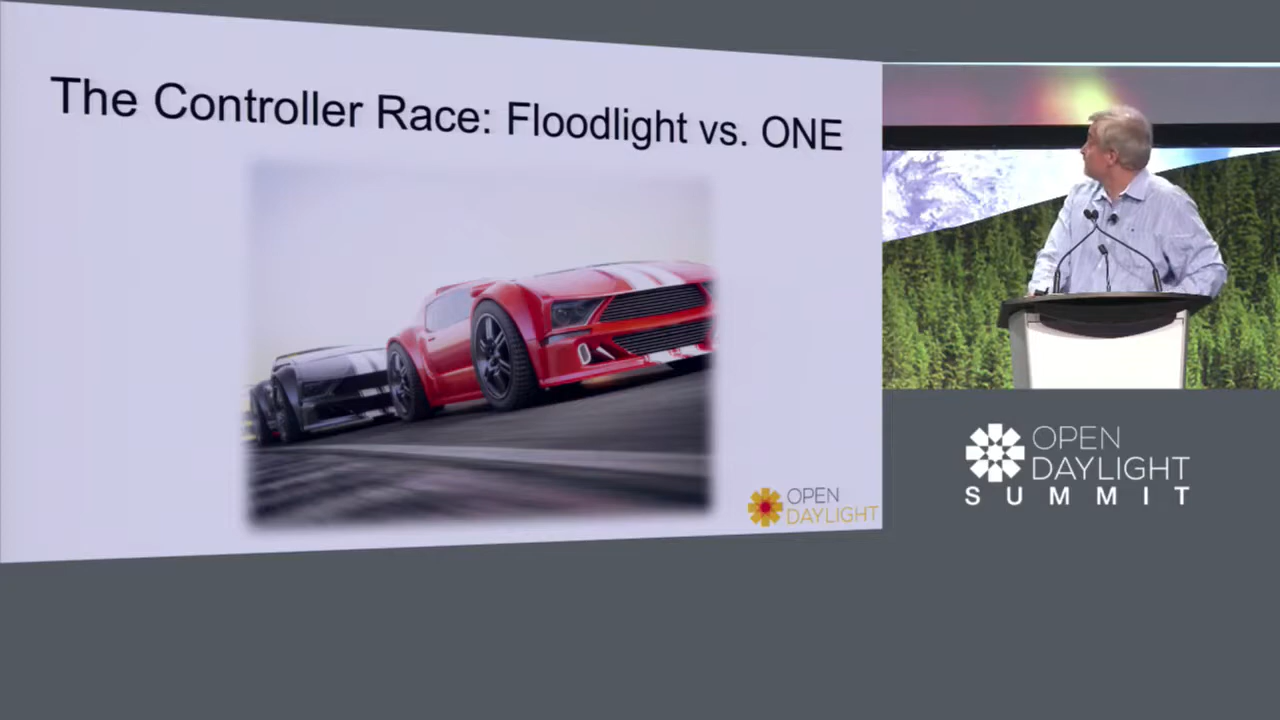 The Controller Race: Floodlight vs. ONE
OPEN
DAYLIGHT
OPEN
DAYLIGHT
SUMMIT